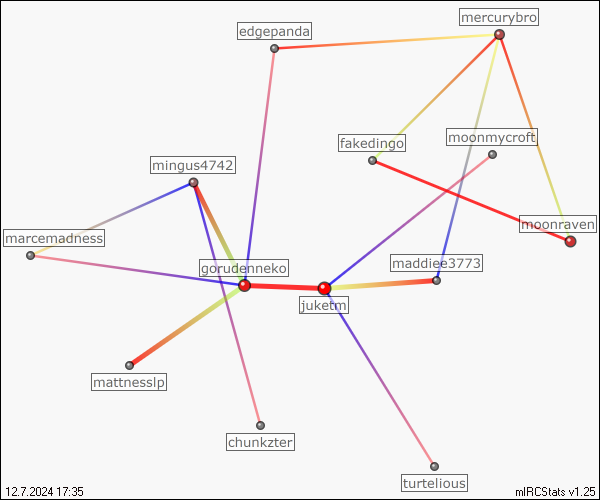 mercurybro
edgepanda
moonmycroft
fakedingo
mingus4742
moonraven
marcemadness
maddiee3773
gorudenneko
juketm
mattnesslp
chunkzter
turtelious
12.7.2024 17:35
mIRCStats v1.25